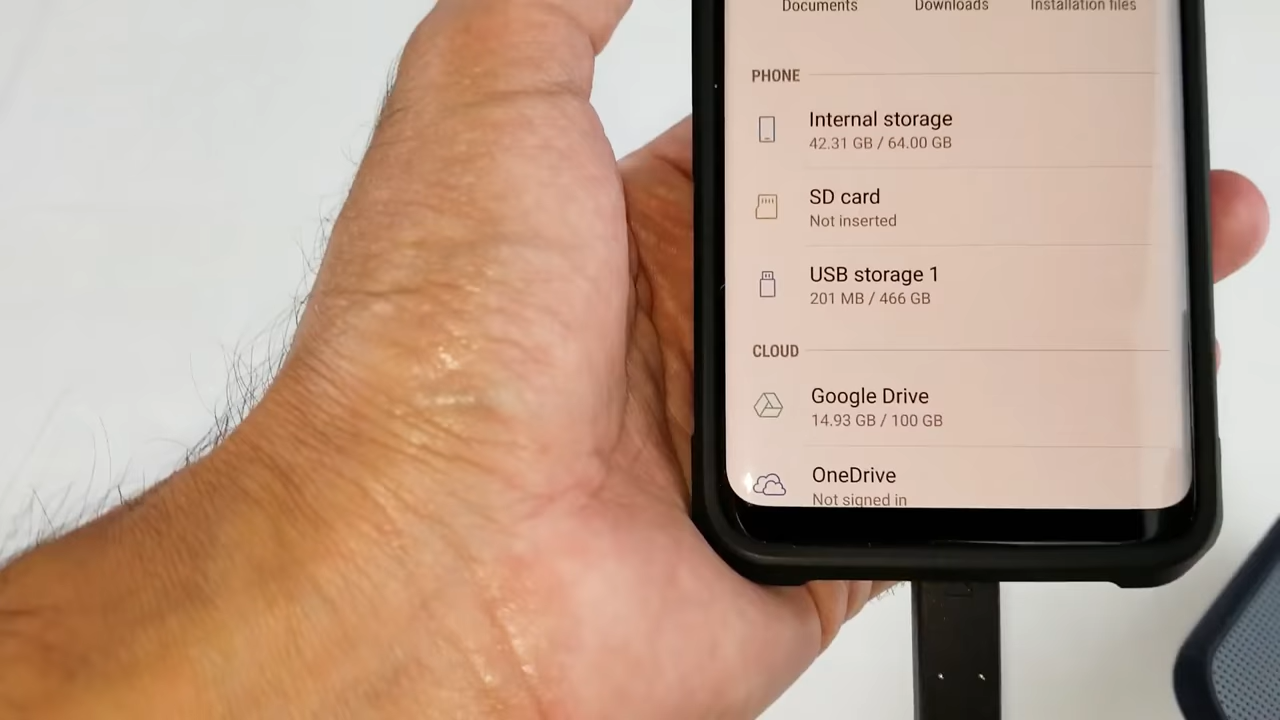 Documents Downloads Installation files
PHONE
Internal storage
42.31 GB / 64.00 GB
SD card
Not inserted
USB storage 1
201 MB / 466 GB
CLOUD
Google Drive
14.93 GB / 100 GB
OneDrive
Not signed in